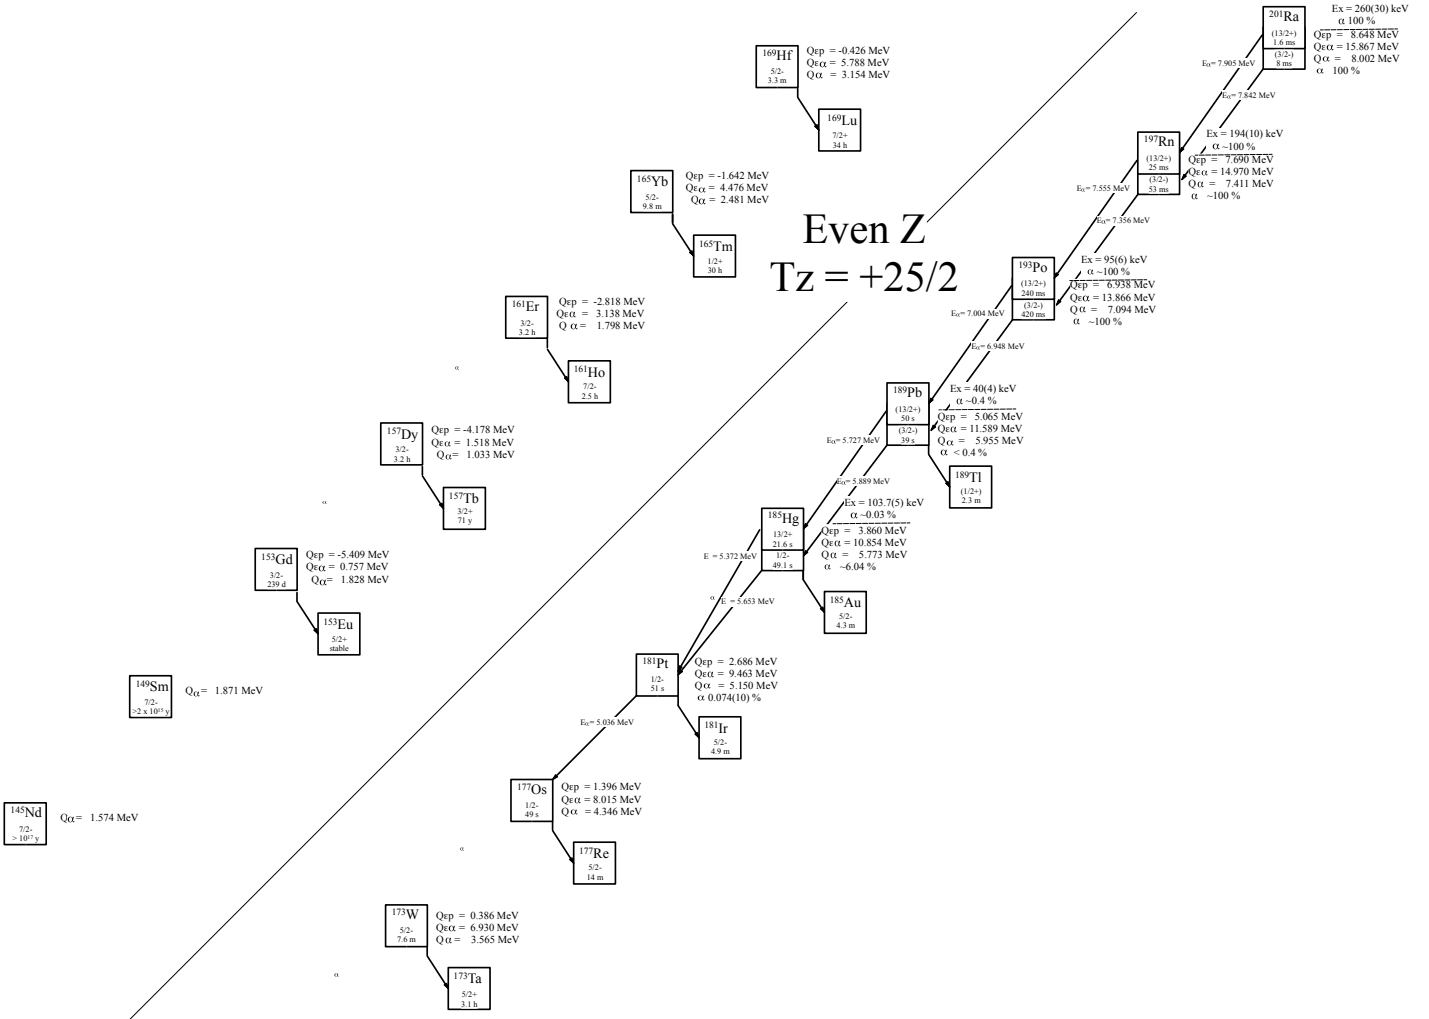 Even Z
Tz = +25/2
²⁰¹Ra
(13/2+)
1.6 ms
(3/2-)
8 ms
Ex = 260(30) keV
α 100 %
Qεp = 8.648 MeV
Qεα = 15.867 MeV
Qα = 8.002 MeV
α 100 %
Eα= 7.905 MeV
Eα= 7.842 MeV
¹⁹⁷Rn
(13/2+)
25 ms
(3/2-)
53 ms
Ex = 194(10) keV
α ~100 %
Qεp = 7.690 MeV
Qεα = 14.970 MeV
Qα = 7.411 MeV
α ~100 %
Eα= 7.555 MeV
Eα= 7.356 MeV
¹⁹³Po
(13/2+)
240 ms
(3/2-)
420 ms
Ex = 95(6) keV
α ~100 %
Qεp = 6.938 MeV
Qεα = 13.866 MeV
Qα = 7.094 MeV
α ~100 %
Eα= 7.004 MeV
Eα= 6.948 MeV
¹⁸⁹Pb
(13/2+)
50 s
(3/2-)
39 s
Ex = 40(4) keV
α ~0.4 %
Qεp = 5.065 MeV
Qεα = 11.589 MeV
Qα = 5.955 MeV
α < 0.4 %
Eα= 5.727 MeV
Eα= 5.889 MeV
¹⁸⁹Tl
(1/2+)
2.3 m
¹⁸⁵Hg
13/2+
21.6 s
1/2-
49.1 s
Ex = 103.7(5) keV
α ~0.03 %
Qεp = 3.860 MeV
Qεα = 10.854 MeV
Qα = 5.773 MeV
α ~6.04 %
E = 5.372 MeV
α
E = 5.653 MeV
¹⁸⁵Au
5/2-
4.3 m
¹⁸¹Pt
1/2-
51 s
Qεp = 2.686 MeV
Qεα = 9.463 MeV
Qα = 5.150 MeV
α 0.074(10) %
Eα= 5.036 MeV
¹⁸¹Ir
5/2-
4.9 m
¹⁷⁷Os
1/2-
49 s
Qεp = 1.396 MeV
Qεα = 8.015 MeV
Qα = 4.346 MeV
¹⁷⁷Re
5/2-
14 m
α
¹⁷³W
5/2-
7.6 m
Qεp = 0.386 MeV
Qεα = 6.930 MeV
Qα = 3.565 MeV
¹⁷³Ta
5/2+
3.1 h
α
¹⁶⁹Hf
5/2-
3.3 m
Qεp = -0.426 MeV
Qεα = 5.788 MeV
Qα = 3.154 MeV
¹⁶⁹Lu
7/2+
34 h
¹⁶⁵Yb
5/2-
9.8 m
Qεp = -1.642 MeV
Qεα = 4.476 MeV
Qα = 2.481 MeV
¹⁶⁵Tm
1/2+
30 h
¹⁶¹Er
3/2-
3.2 h
Qεp = -2.818 MeV
Qεα = 3.138 MeV
Q α = 1.798 MeV
¹⁶¹Ho
7/2-
2.5 h
α
¹⁵⁷Dy
3/2-
3.2 h
Qεp = -4.178 MeV
Qεα = 1.518 MeV
Qα= 1.033 MeV
¹⁵⁷Tb
3/2+
71 y
α
¹⁵³Gd
3/2-
239 d
Qεp = -5.409 MeV
Qεα = 0.757 MeV
Qα= 1.828 MeV
¹⁵³Eu
5/2+
stable
¹⁴⁹Sm
7/2-
>2 x 10¹⁵ y
Qα= 1.871 MeV
¹⁴⁵Nd
7/2-
> 10¹⁷ y
Qα= 1.574 MeV